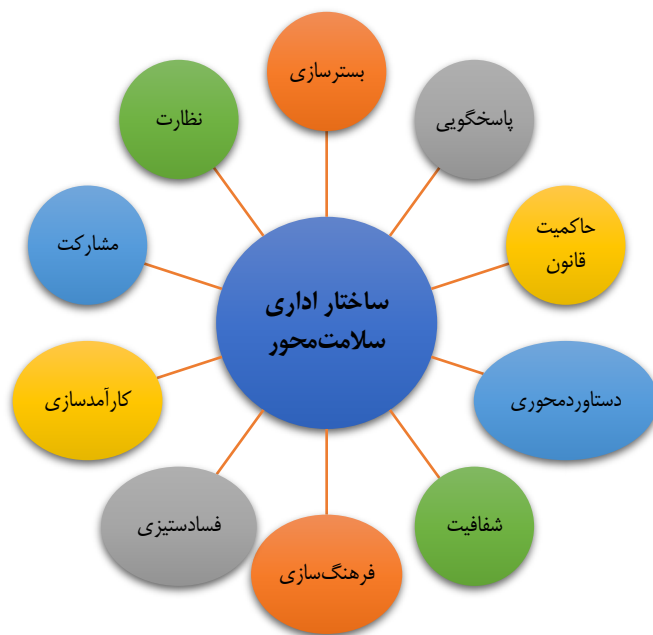 بسترسازی
پاسخگویی
حاکمیت
قانون
دستاوردمحوری
شفافیت
فرهنگ‌سازی
فسادستیزی
کارآمدسازی
مشارکت
نظارت
ساختار اداری
سلامت‌محور